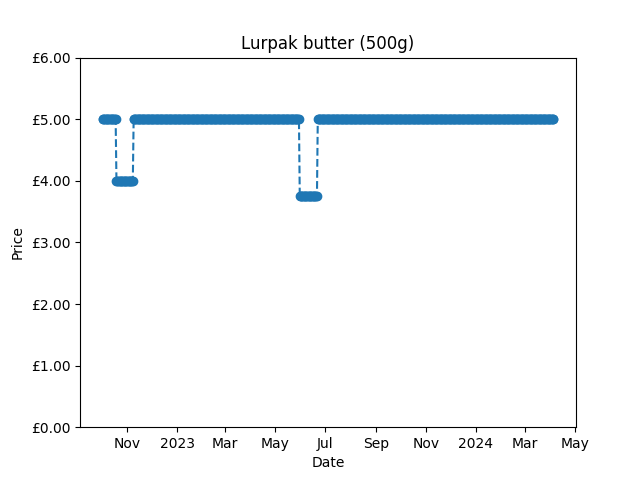 Lurpak butter (500g)
£6.00
£5.00
£4.00
£3.00
£2.00
£1.00
£0.00
Price
Nov 2023 Mar May Jul Sep Nov 2024 Mar May
Date